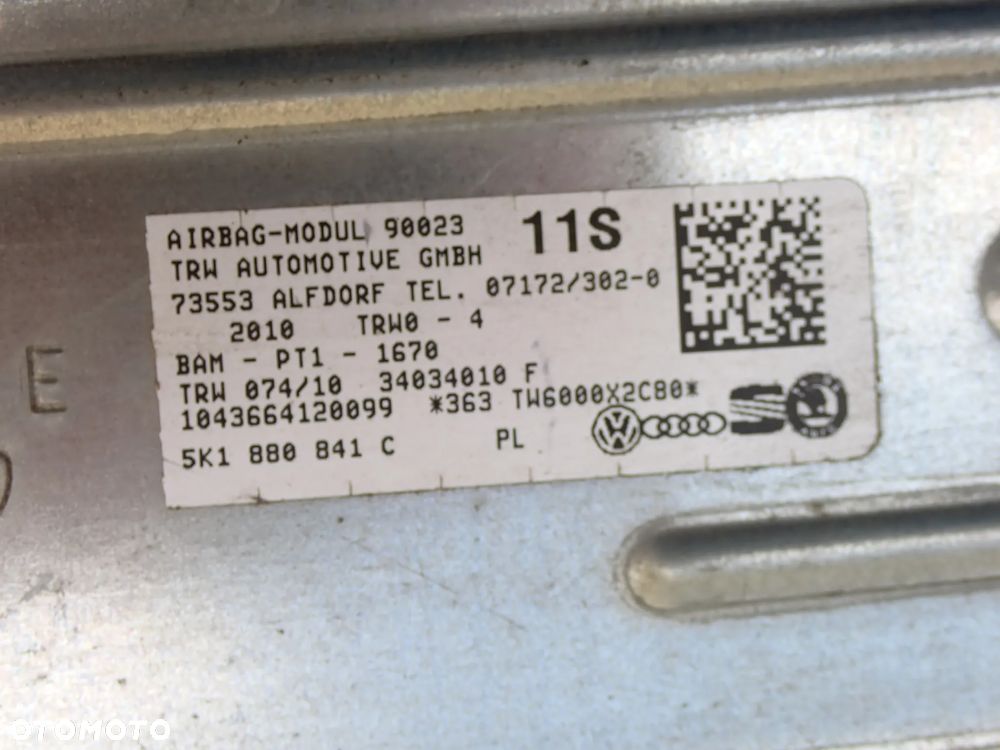 AIRBAG-MODUL 90023 11S
TRW AUTOMOTIVE GMBH
73553 ALFDORF TEL. 07172/302-0
2010 TRW0 - 4
BAM - PT1 - 1670
TRW 074/10 34034010 F
1043664120099 *363 TW6000X2C80*
5K1 880 841 C PL
E
OTOMOTO